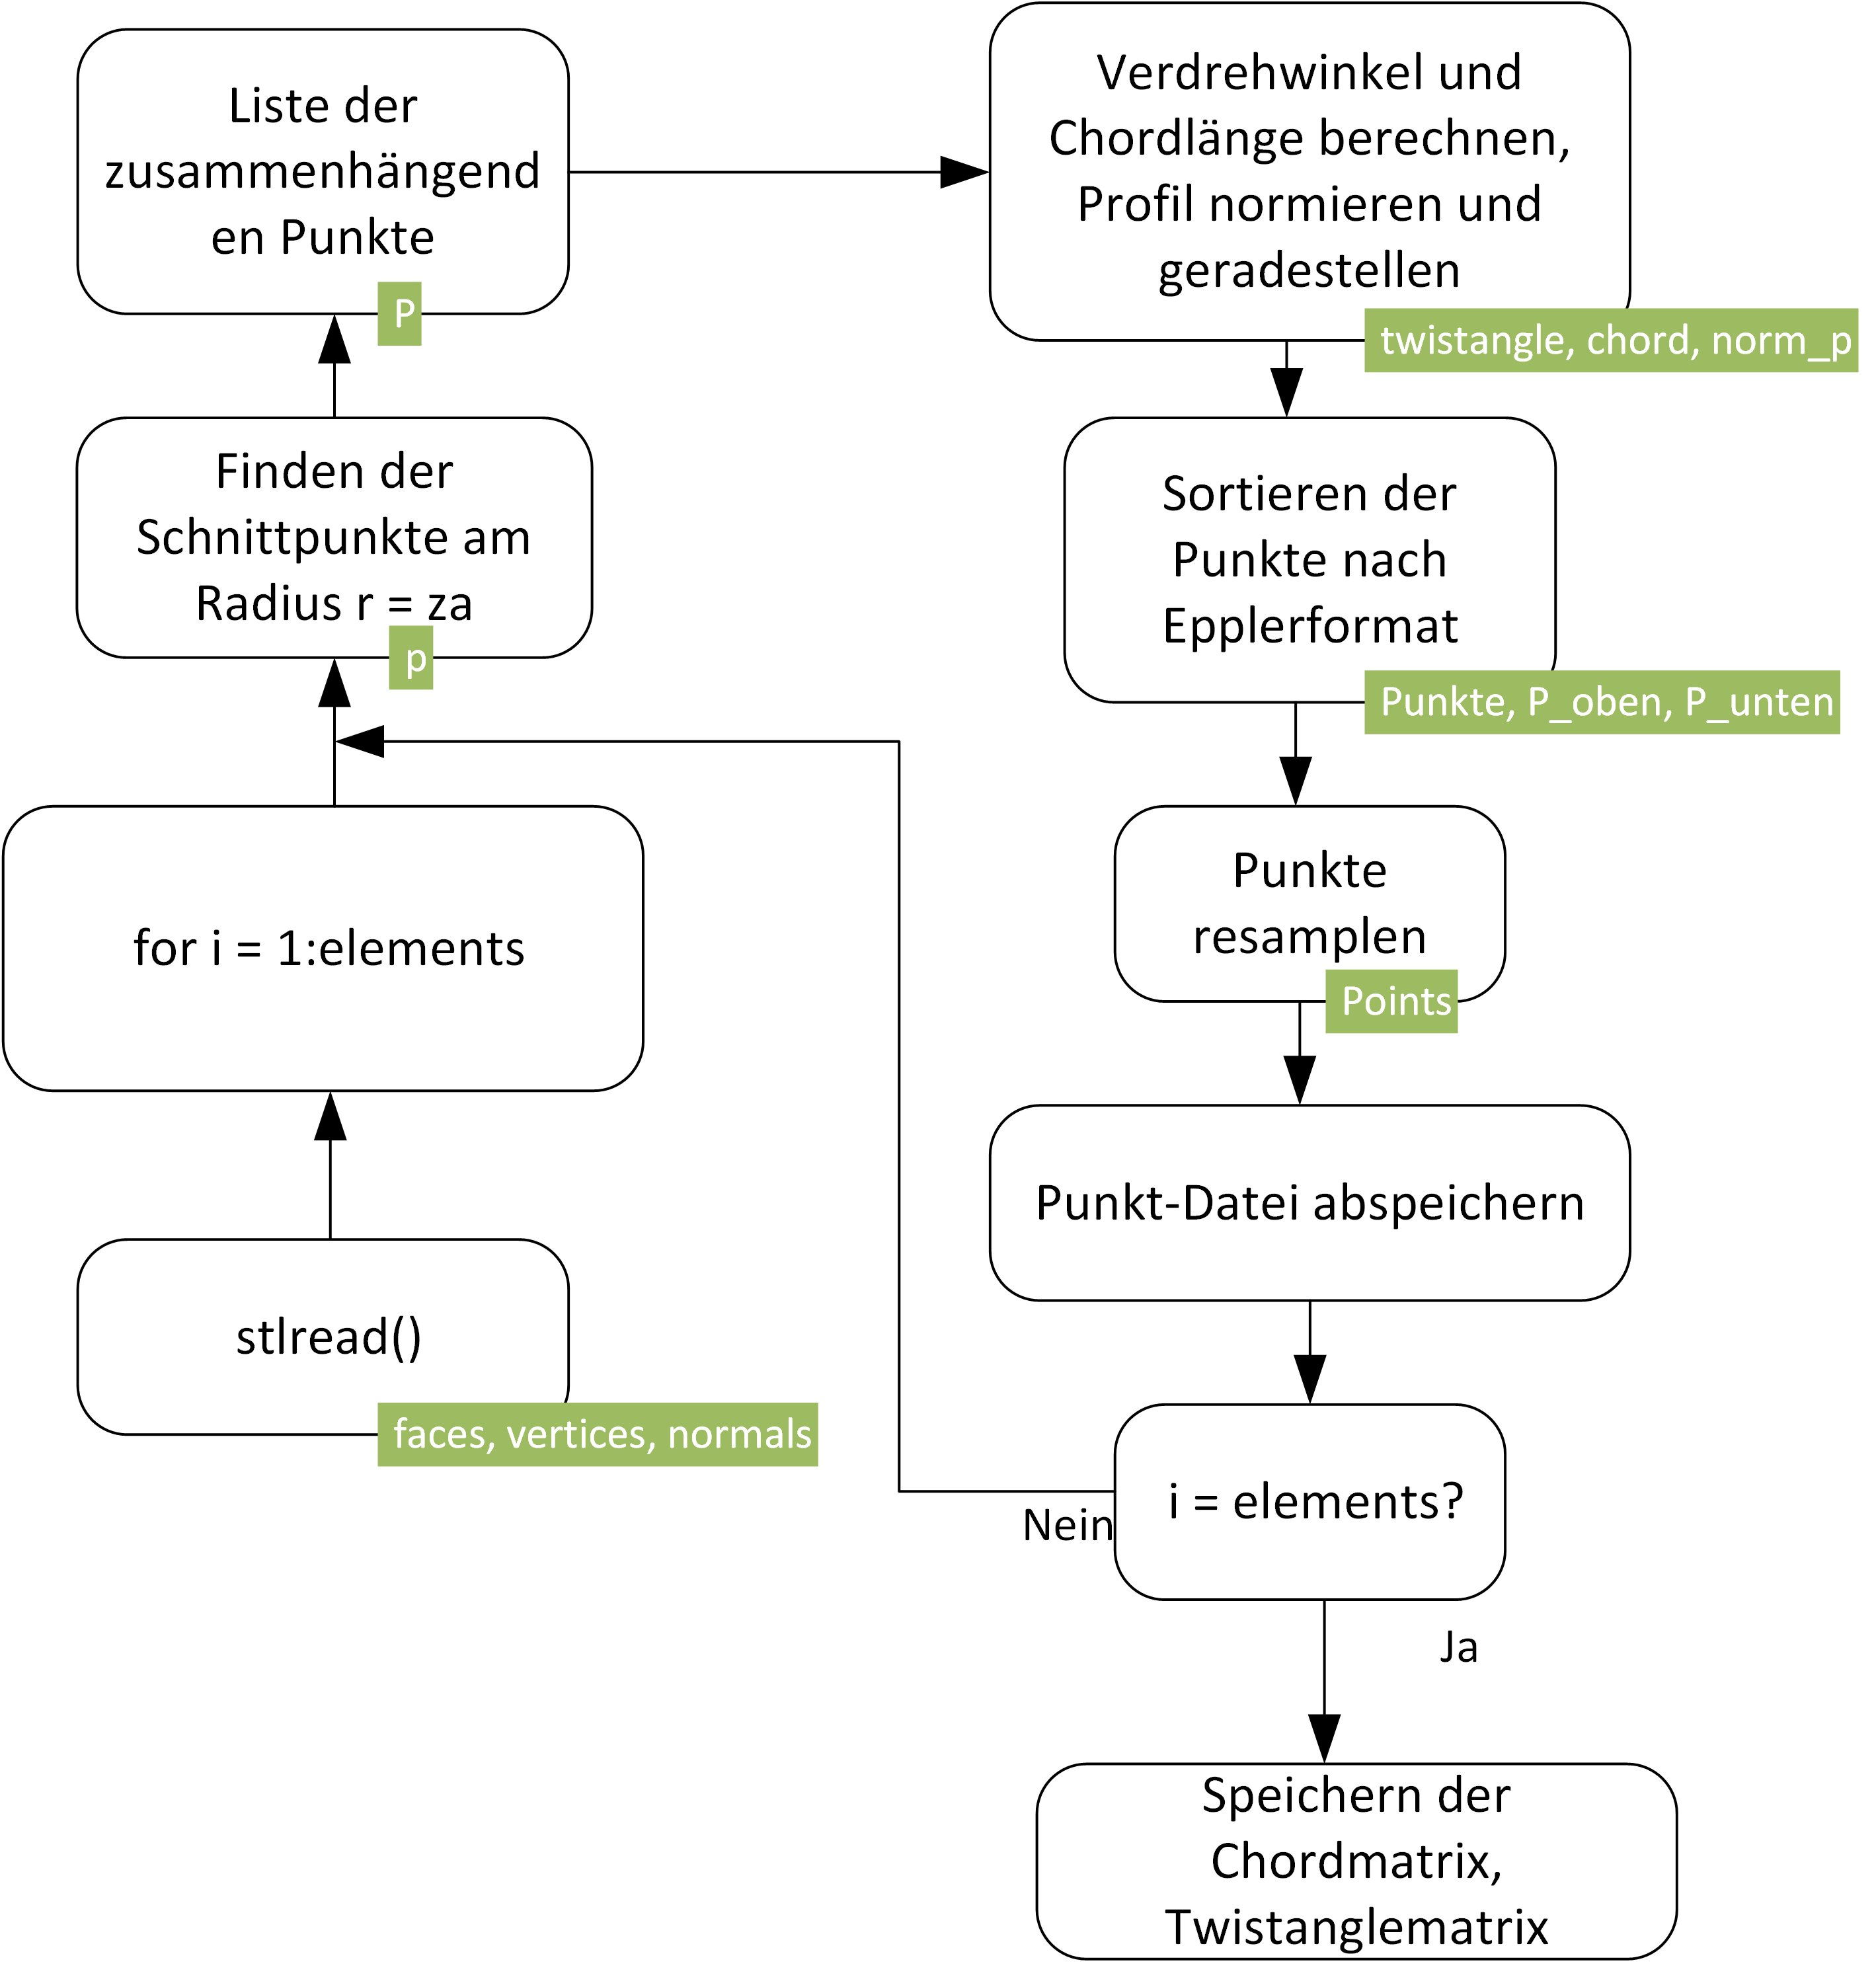 Liste der
zusammenhängend
en Punkte
P
Verdrehwinkel und
Chordlänge berechnen,
Profil normieren und
geradestellen
twistangle, chord, norm_p
Finden der
Schnittpunkte am
Radius r = za
p
Sortieren der
Punkte nach
Epplerformat
Punkte, P_oben, P_unten
for i = 1:elements
Punkte
resamplen
Points
Punkt-Datei abspeichern
stlread()
faces, vertices, normals
i = elements?
Nein
Ja
Speichern der
Chordmatrix,
Twistanglematrix